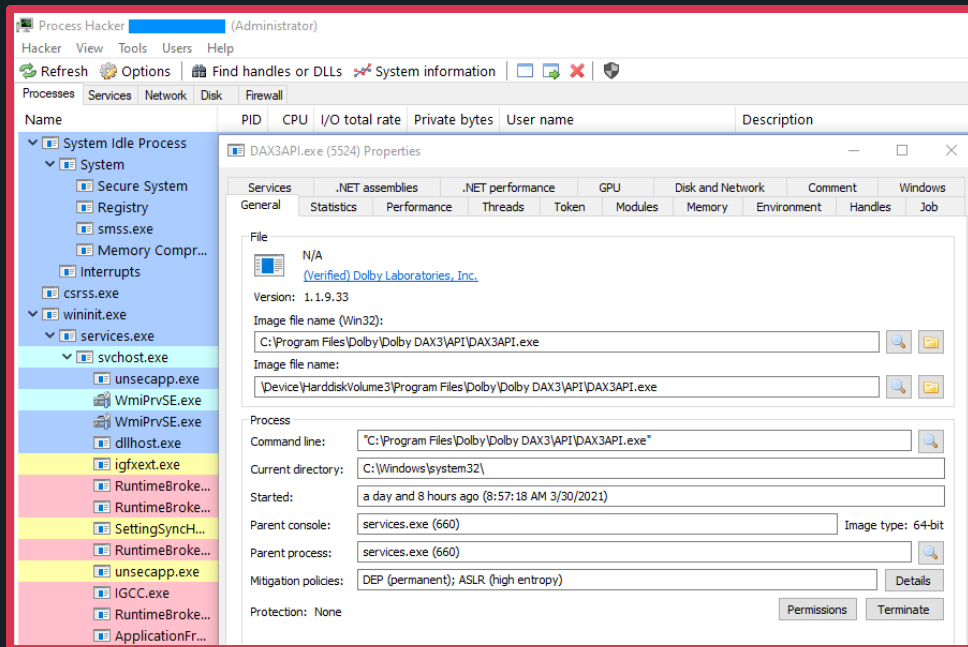 Process Hacker (Administrator)
Hacker View Tools Users Help
Refresh Options Find handles or DLLs System information
Processes Services Network Disk Firewall
Name PID CPU I/O total rate Private bytes User name Description
System Idle Process
System
Secure System
Registry
smss.exe
Memory Compr...
Interrupts
csrss.exe
wininit.exe
services.exe
svchost.exe
unsecapp.exe
WmiPrvSE.exe
WmiPrvSE.exe
dllhost.exe
igfxext.exe
RuntimeBroke...
RuntimeBroke...
SettingSyncH...
RuntimeBroke...
unsecapp.exe
IGCC.exe
RuntimeBroke...
ApplicationFr...
DAX3API.exe (5524) Properties
Services .NET assemblies .NET performance GPU Disk and Network Comment Windows
General Statistics Performance Threads Token Modules Memory Environment Handles Job
File
N/A
(Verified) Dolby Laboratories, Inc.
Version: 1.1.9.33
Image file name (Win32):
C:\Program Files\Dolby\Dolby DAX3\API\DAX3API.exe
Image file name:
\Device\HarddiskVolume3\Program Files\Dolby\Dolby DAX3\API\DAX3API.exe
Process
Command line: "C:\Program Files\Dolby\Dolby DAX3\API\DAX3API.exe"
Current directory: C:\Windows\system32\
Started: a day and 8 hours ago (8:57:18 AM 3/30/2021)
Parent console: services.exe (660) Image type: 64-bit
Parent process: services.exe (660)
Mitigation policies: DEP (permanent); ASLR (high entropy) Details
Protection: None Permissions Terminate